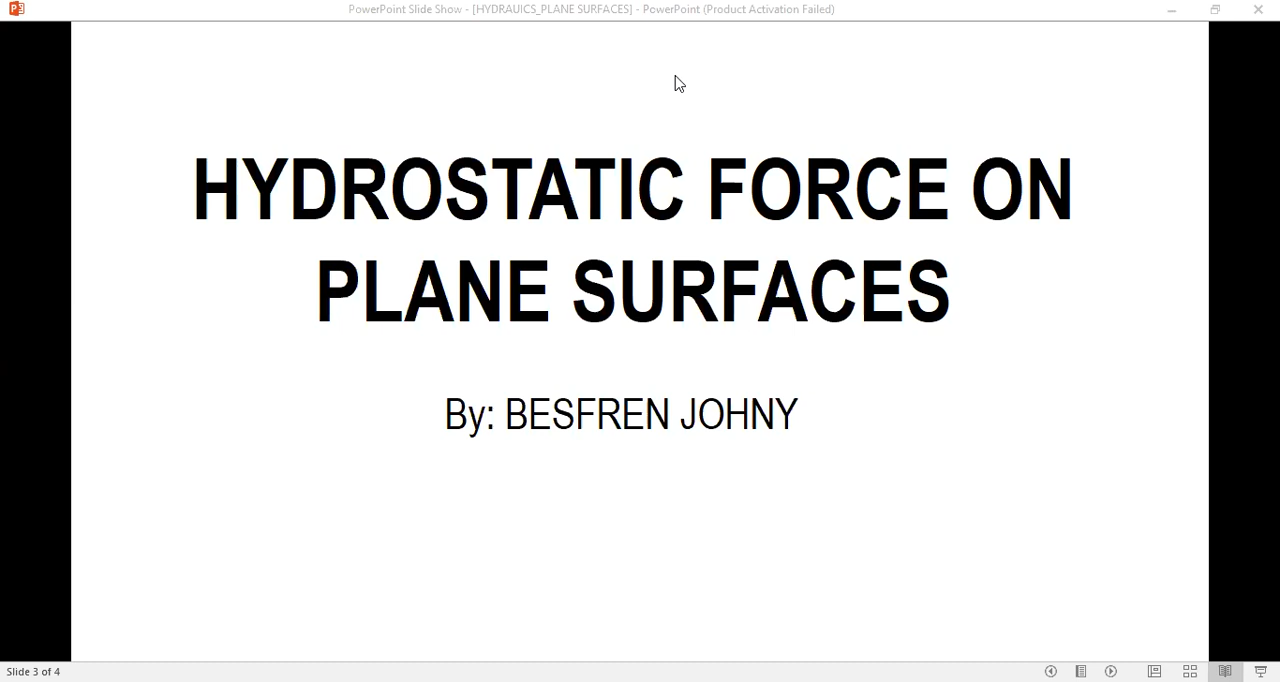 PowerPoint Slide Show - [HYDRAUICS_PLANE SURFACES] - PowerPoint (Product Activation Failed)
HYDROSTATIC FORCE ON
PLANE SURFACES
By: BESFREN JOHNY
Slide 3 of 4